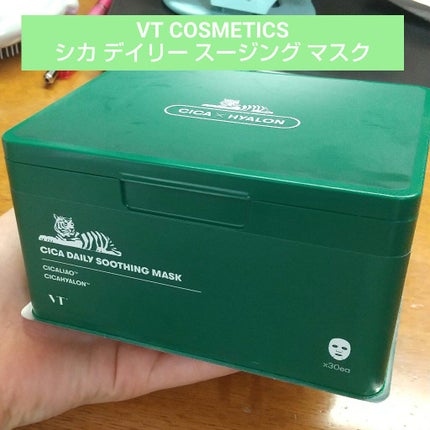 VT COSMETICS
シカ デイリー スージング マスク
CICA × HYALON
CICA DAILY SOOTHING MASK
CICALIAO™
CICAHYALON™
VT
x30ea